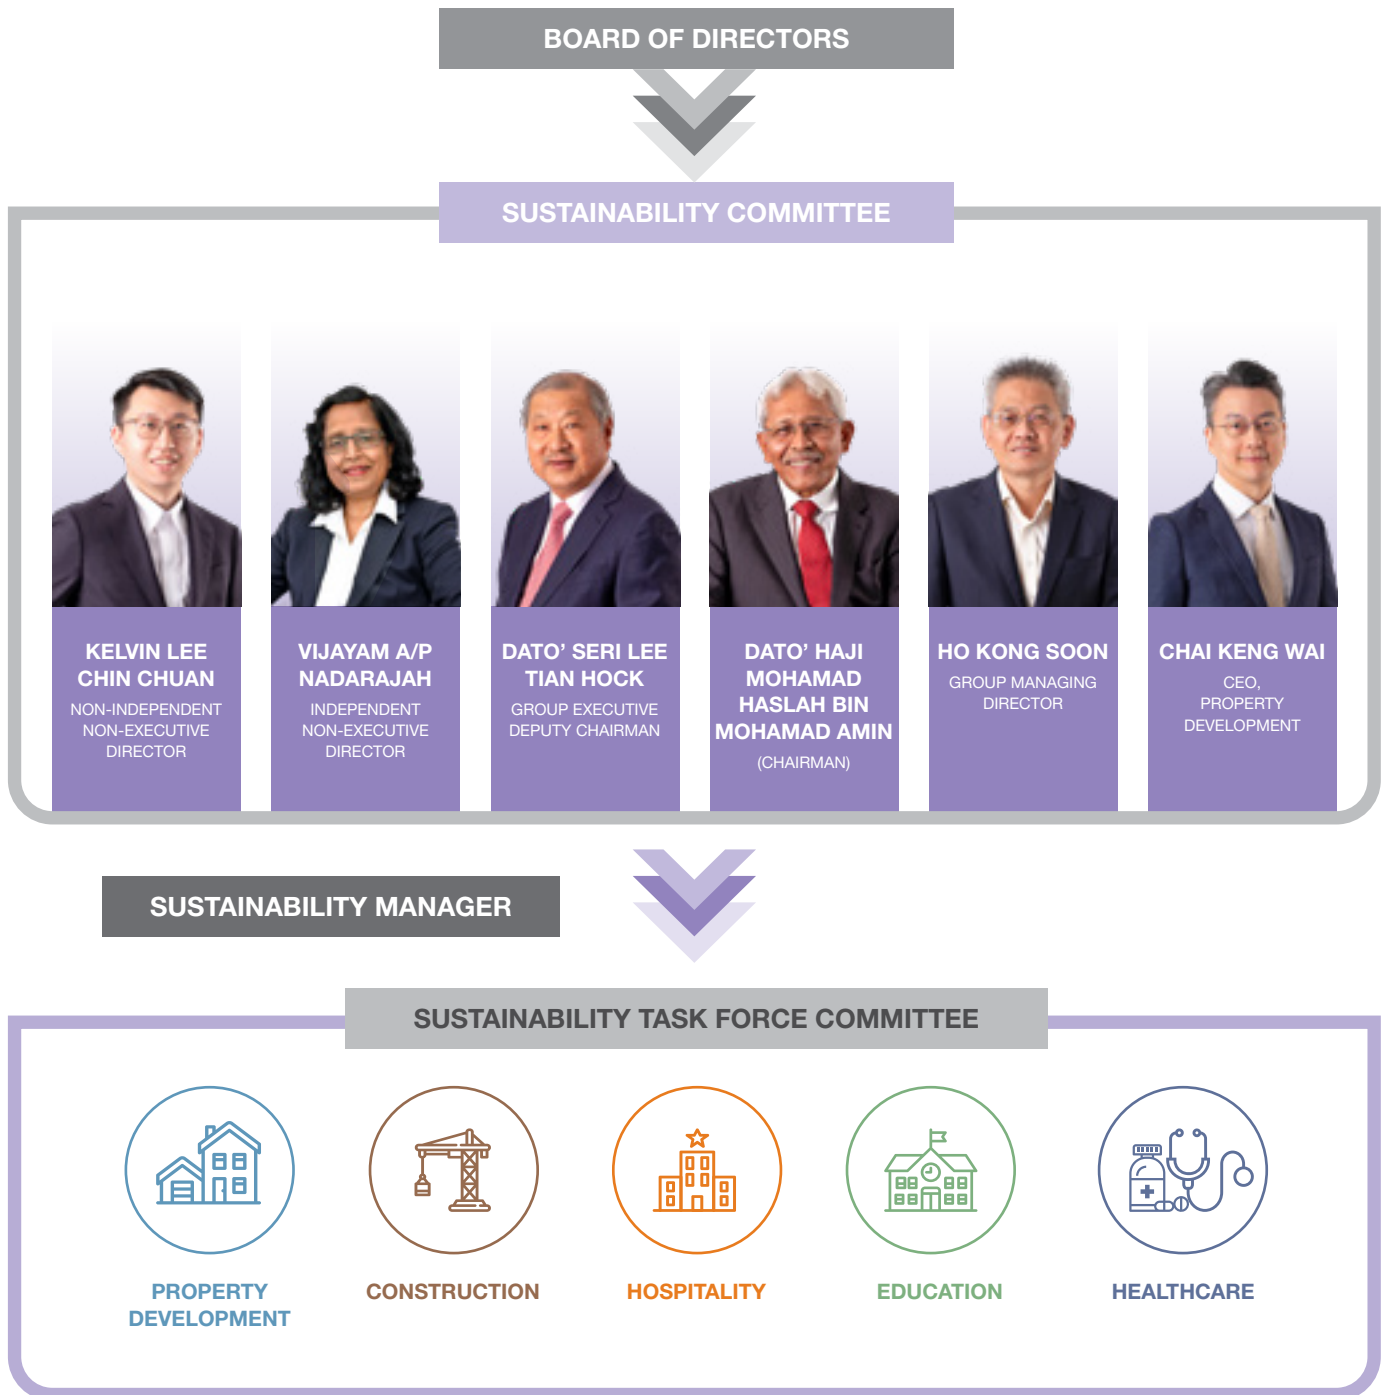 BOARD OF DIRECTORS
SUSTAINABILITY COMMITTEE
KELVIN LEE
CHIN CHUAN
NON-INDEPENDENT
NON-EXECUTIVE
DIRECTOR
VIJAYAM A/P
NADARAJAH
INDEPENDENT
NON-EXECUTIVE
DIRECTOR
DATO’ SERI LEE
TIAN HOCK
GROUP EXECUTIVE
DEPUTY CHAIRMAN
DATO’ HAJI
MOHAMAD
HASLAH BIN
MOHAMAD AMIN
(CHAIRMAN)
HO KONG SOON
GROUP MANAGING
DIRECTOR
CHAI KENG WAI
CEO,
PROPERTY
DEVELOPMENT
SUSTAINABILITY MANAGER
SUSTAINABILITY TASK FORCE COMMITTEE
PROPERTY
DEVELOPMENT
CONSTRUCTION
HOSPITALITY
EDUCATION
HEALTHCARE